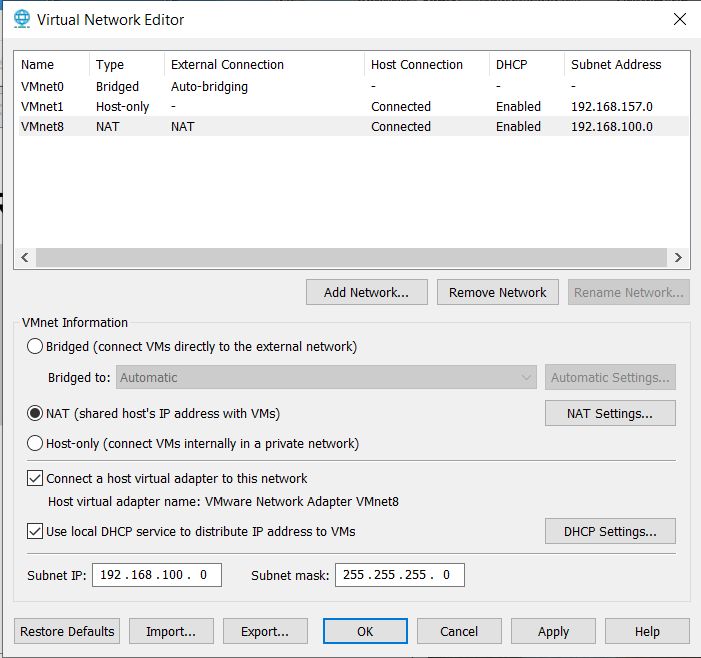 Virtual Network Editor
Name Type External Connection Host Connection DHCP Subnet Address
VMnet0 Bridged Auto-bridging - - -
VMnet1 Host-only - Connected Enabled 192.168.157.0
VMnet8 NAT NAT Connected Enabled 192.168.100.0
Add Network... Remove Network Rename Network...
VMnet Information
Bridged (connect VMs directly to the external network)
Bridged to: Automatic Automatic Settings...
NAT (shared host's IP address with VMs) NAT Settings...
Host-only (connect VMs internally in a private network)
Connect a host virtual adapter to this network
Host virtual adapter name: VMware Network Adapter VMnet8
Use local DHCP service to distribute IP address to VMs DHCP Settings...
Subnet IP: 192 . 168 . 100 . 0 Subnet mask: 255 . 255 . 255 . 0
Restore Defaults Import... Export... OK Cancel Apply Help